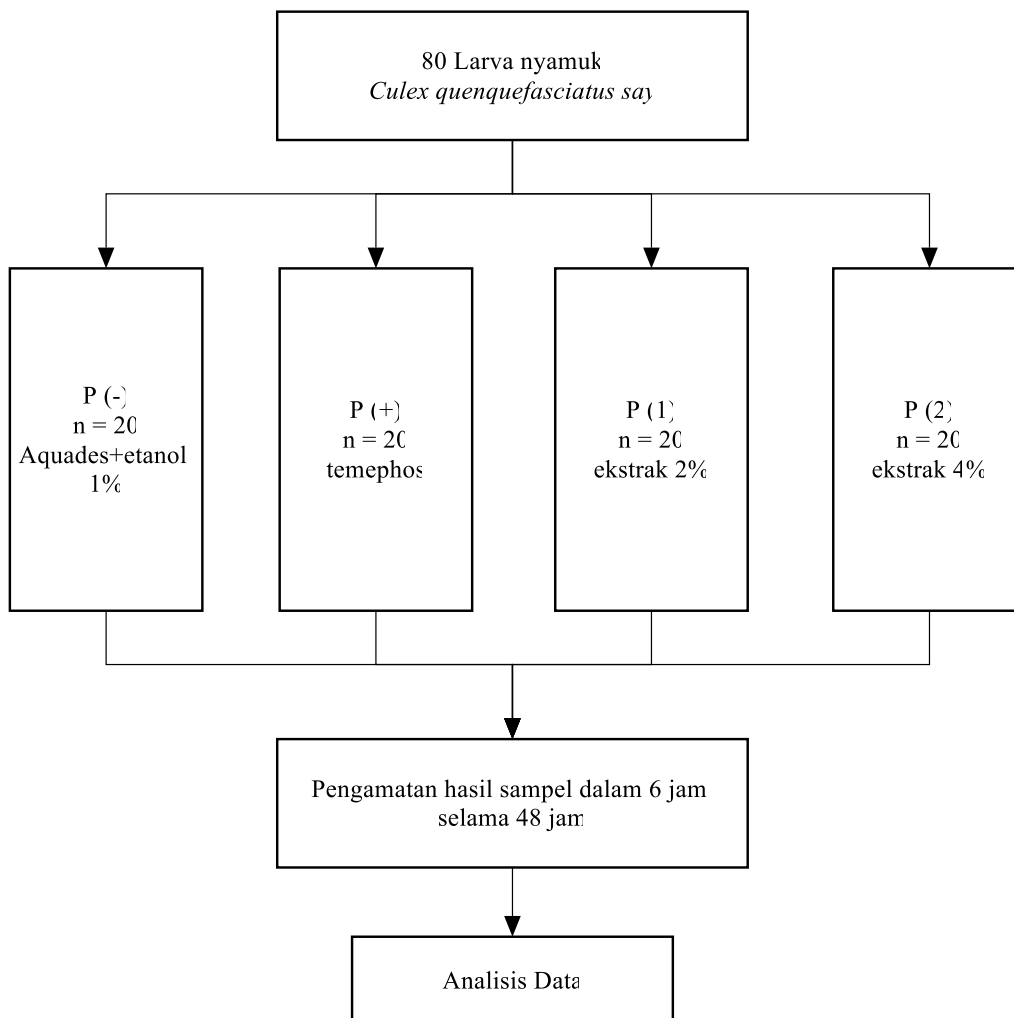 80 Larva nyamuk
Culex quenquefasciatus say
P (-)
n = 20
Aquades+etanol
1%
P (+)
n = 20
temephos
P (1)
n = 20
ekstrak 2%
P (2)
n = 20
ekstrak 4%
Pengamatan hasil sampel dalam 6 jam
selama 48 jam
Analisis Data